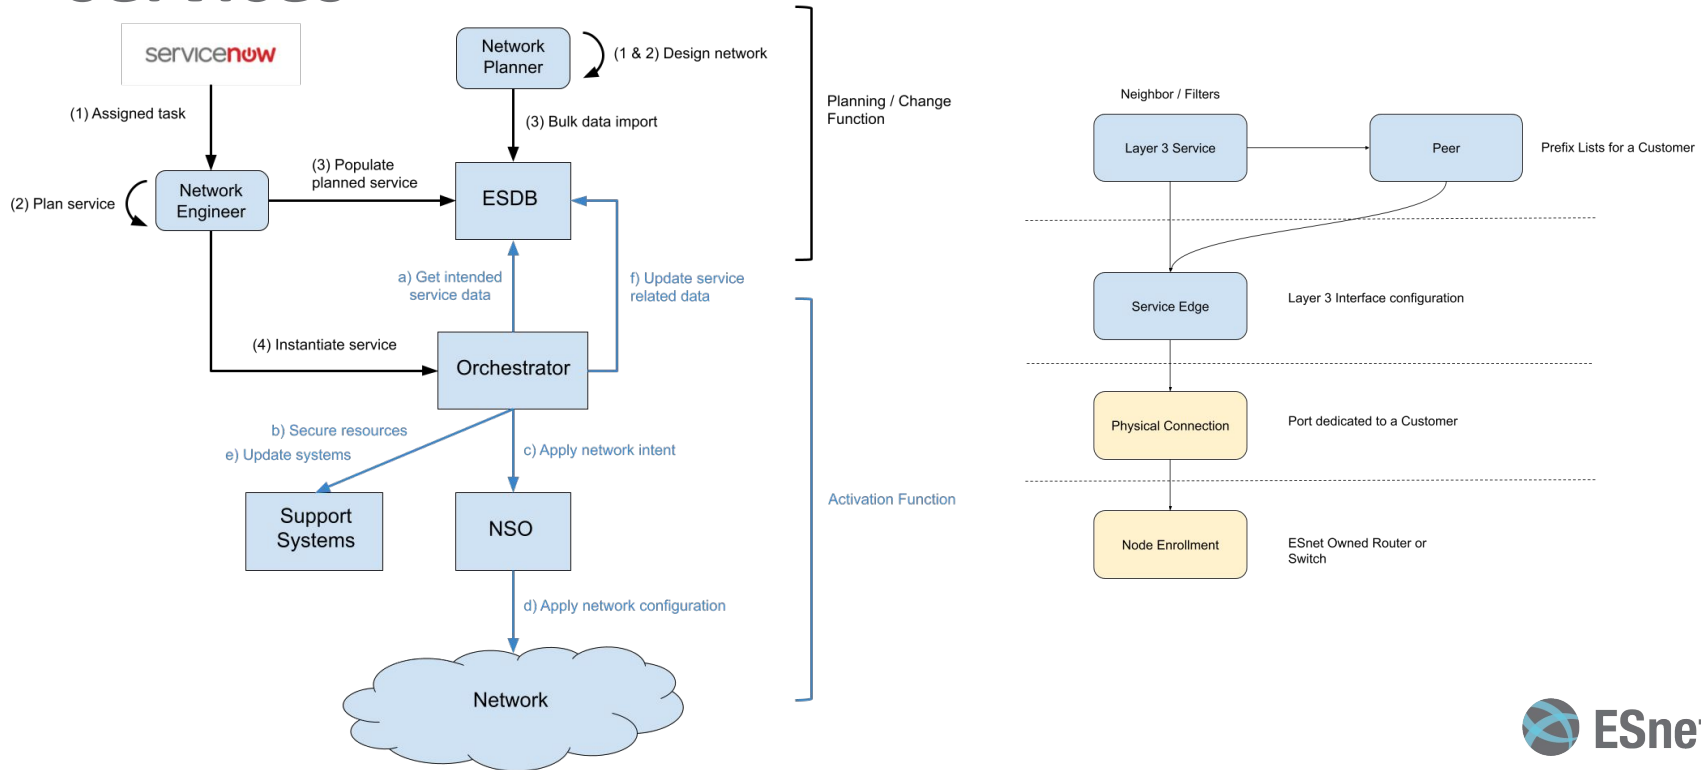 servicenow
Network
Planner
(1 & 2) Design network
(1) Assigned task
(3) Bulk data import
Planning / Change
Function
(3) Populate
planned service
(2) Plan service
Network
Engineer
ESDB
a) Get intended
service data
f) Update service
related data
(4) Instantiate service
Orchestrator
b) Secure resources
e) Update systems
c) Apply network intent
Activation Function
Support
Systems
NSO
d) Apply network configuration
Network
Neighbor / Filters
Layer 3 Service
Peer
Prefix Lists for a Customer
Service Edge
Layer 3 Interface configuration
Physical Connection
Port dedicated to a Customer
Node Enrollment
ESnet Owned Router or
Switch
ESnet